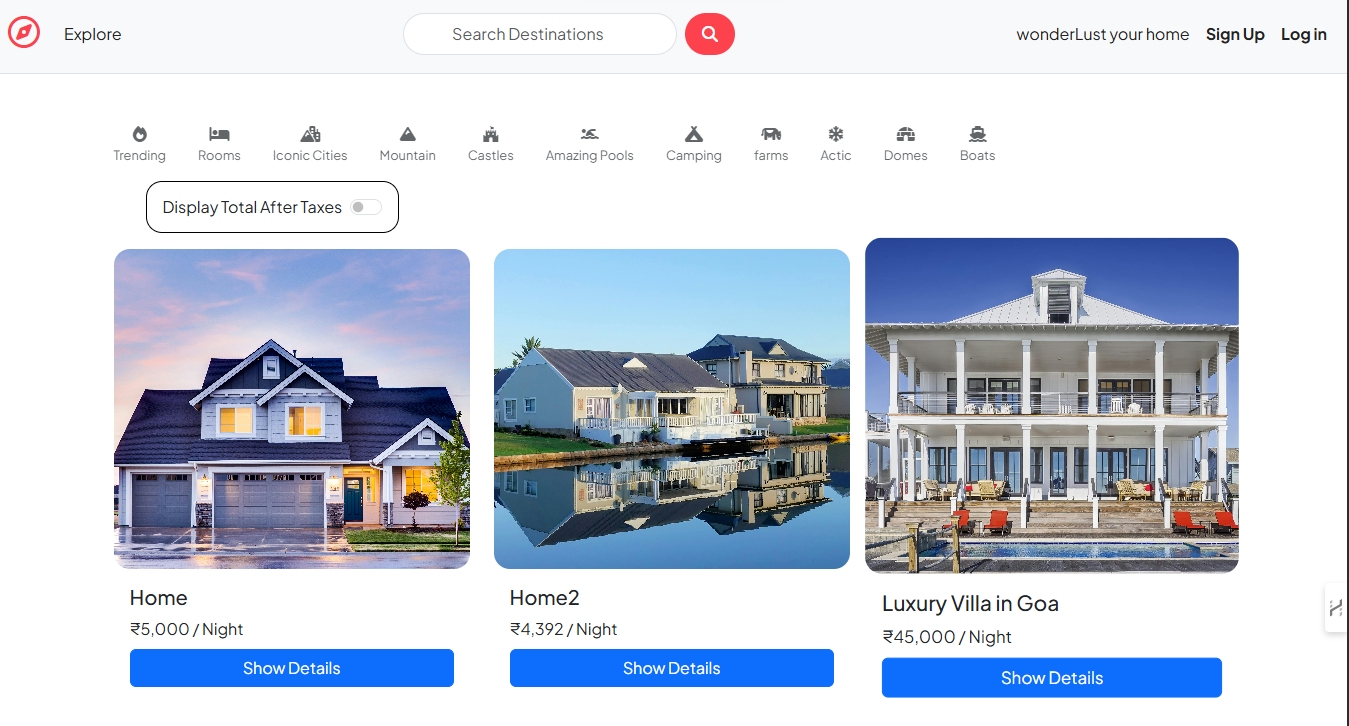 Explore
Search Destinations
wonderLust your home
Sign Up
Log in
Trending
Rooms
Iconic Cities
Mountain
Castles
Amazing Pools
Camping
farms
Actic
Domes
Boats
Display Total After Taxes
Home
₹5,000 / Night
Show Details
Home2
₹4,392 / Night
Show Details
Luxury Villa in Goa
₹45,000 / Night
Show Details